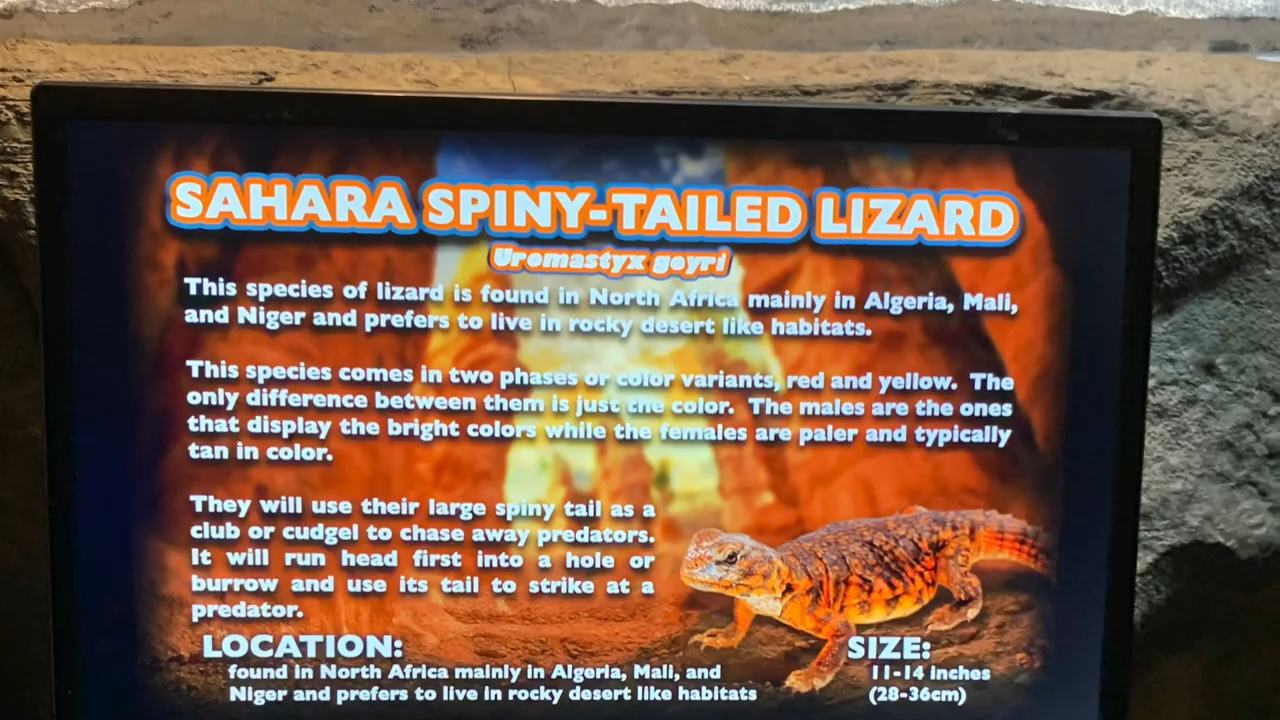 SAHARA SPINY-TAILED LIZARD
Uromastyx geyri
This species of lizard is found in North Africa mainly in Algeria, Mali,
and Niger and prefers to live in rocky desert like habitats.
This species comes in two phases or color variants, red and yellow. The
only difference between them is just the color. The males are the ones
that display the bright colors while the females are paler and typically
tan in color.
They will use their large spiny tail as a
club or cudgel to chase away predators.
It will run head first into a hole or
burrow and use its tail to strike at a
predator.
LOCATION:
found in North Africa mainly in Algeria, Mali, and
Niger and prefers to live in rocky desert like habitats
SIZE:
11-14 inches
(28-36cm)